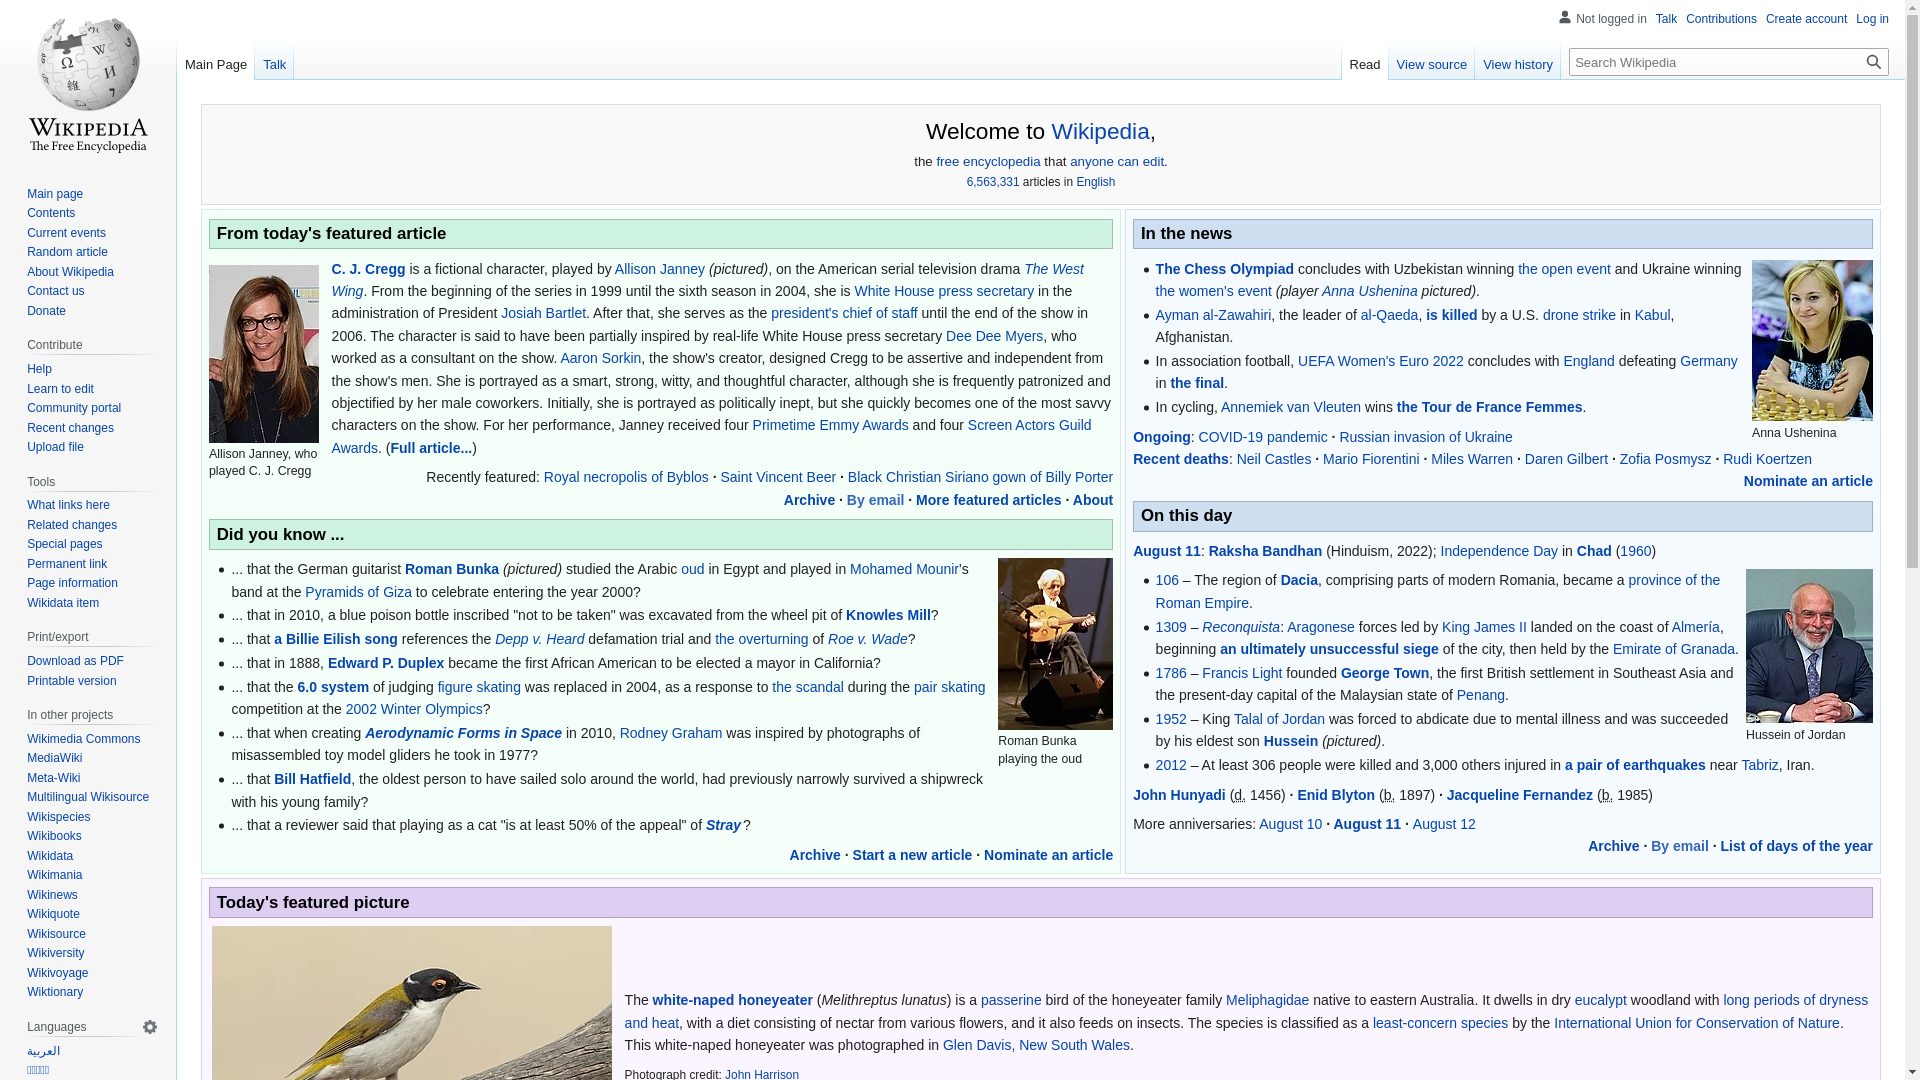 Not logged in Talk Contributions Create account Log in
Main Page Talk
Read View source View history Search Wikipedia
WIKIPEDIA
The Free Encyclopedia
Main page
Contents
Current events
Random article
About Wikipedia
Contact us
Donate
Contribute
Help
Learn to edit
Community portal
Recent changes
Upload file
Tools
What links here
Related changes
Special pages
Permanent link
Page information
Wikidata item
Print/export
Download as PDF
Printable version
In other projects
Wikimedia Commons
MediaWiki
Meta-Wiki
Multilingual Wikisource
Wikispecies
Wikibooks
Wikidata
Wikimania
Wikinews
Wikiquote
Wikisource
Wikiversity
Wikivoyage
Wiktionary
Languages
العربية
Welcome to Wikipedia,
the free encyclopedia that anyone can edit.
6,563,331 articles in English
From today's featured article
C. J. Cregg is a fictional character, played by Allison Janney (pictured), on the American serial television drama The West
Wing. From the beginning of the series in 1999 until the sixth season in 2004, she is White House press secretary in the
administration of President Josiah Bartlet. After that, she serves as the president's chief of staff until the end of the show in
2006. The character is said to have been partially inspired by real-life White House press secretary Dee Dee Myers, who
worked as a consultant on the show. Aaron Sorkin, the show's creator, designed Cregg to be assertive and independent from
the show's men. She is portrayed as a smart, strong, witty, and thoughtful character, although she is frequently patronized and
objectified by her male coworkers. Initially, she is portrayed as politically inept, but she quickly becomes one of the most savvy
characters on the show. For her performance, Janney received four Primetime Emmy Awards and four Screen Actors Guild
Awards. (Full article...)
Allison Janney, who
played C. J. Cregg
Recently featured: Royal necropolis of Byblos · Saint Vincent Beer · Black Christian Siriano gown of Billy Porter
Archive · By email · More featured articles · About
Did you know ...
... that the German guitarist Roman Bunka (pictured) studied the Arabic oud in Egypt and played in Mohamed Mounir's
band at the Pyramids of Giza to celebrate entering the year 2000?
... that in 2010, a blue poison bottle inscribed "not to be taken" was excavated from the wheel pit of Knowles Mill?
... that a Billie Eilish song references the Depp v. Heard defamation trial and the overturning of Roe v. Wade?
... that in 1888, Edward P. Duplex became the first African American to be elected a mayor in California?
... that the 6.0 system of judging figure skating was replaced in 2004, as a response to the scandal during the pair skating
competition at the 2002 Winter Olympics?
... that when creating Aerodynamic Forms in Space in 2010, Rodney Graham was inspired by photographs of
misassembled toy model gliders he took in 1977?
... that Bill Hatfield, the oldest person to have sailed solo around the world, had previously narrowly survived a shipwreck
with his young family?
... that a reviewer said that playing as a cat "is at least 50% of the appeal" of Stray?
Roman Bunka
playing the oud
Archive · Start a new article · Nominate an article
In the news
The Chess Olympiad concludes with Uzbekistan winning the open event and Ukraine winning
the women's event (player Anna Ushenina pictured).
Ayman al-Zawahiri, the leader of al-Qaeda, is killed by a U.S. drone strike in Kabul,
Afghanistan.
In association football, UEFA Women's Euro 2022 concludes with England defeating Germany
in the final.
In cycling, Annemiek van Vleuten wins the Tour de France Femmes.
Anna Ushenina
Ongoing: COVID-19 pandemic · Russian invasion of Ukraine
Recent deaths: Neil Castles · Mario Fiorentini · Miles Warren · Daren Gilbert · Zofia Posmysz · Rudi Koertzen
Nominate an article
On this day
August 11: Raksha Bandhan (Hinduism, 2022); Independence Day in Chad (1960)
106 – The region of Dacia, comprising parts of modern Romania, became a province of the
Roman Empire.
1309 – Reconquista: Aragonese forces led by King James II landed on the coast of Almería,
beginning an ultimately unsuccessful siege of the city, then held by the Emirate of Granada.
1786 – Francis Light founded George Town, the first British settlement in Southeast Asia and
the present-day capital of the Malaysian state of Penang.
1952 – King Talal of Jordan was forced to abdicate due to mental illness and was succeeded
by his eldest son Hussein (pictured).
2012 – At least 306 people were killed and 3,000 others injured in a pair of earthquakes near Tabriz, Iran.
Hussein of Jordan
John Hunyadi (d. 1456) · Enid Blyton (b. 1897) · Jacqueline Fernandez (b. 1985)
More anniversaries: August 10 · August 11 · August 12
Archive · By email · List of days of the year
Today's featured picture
The white-naped honeyeater (Melithreptus lunatus) is a passerine bird of the honeyeater family Meliphagidae native to eastern Australia. It dwells in dry eucalypt woodland with long periods of dryness
and heat, with a diet consisting of nectar from various flowers, and it also feeds on insects. The species is classified as a least-concern species by the International Union for Conservation of Nature.
This white-naped honeyeater was photographed in Glen Davis, New South Wales.
Photograph credit: John Harrison